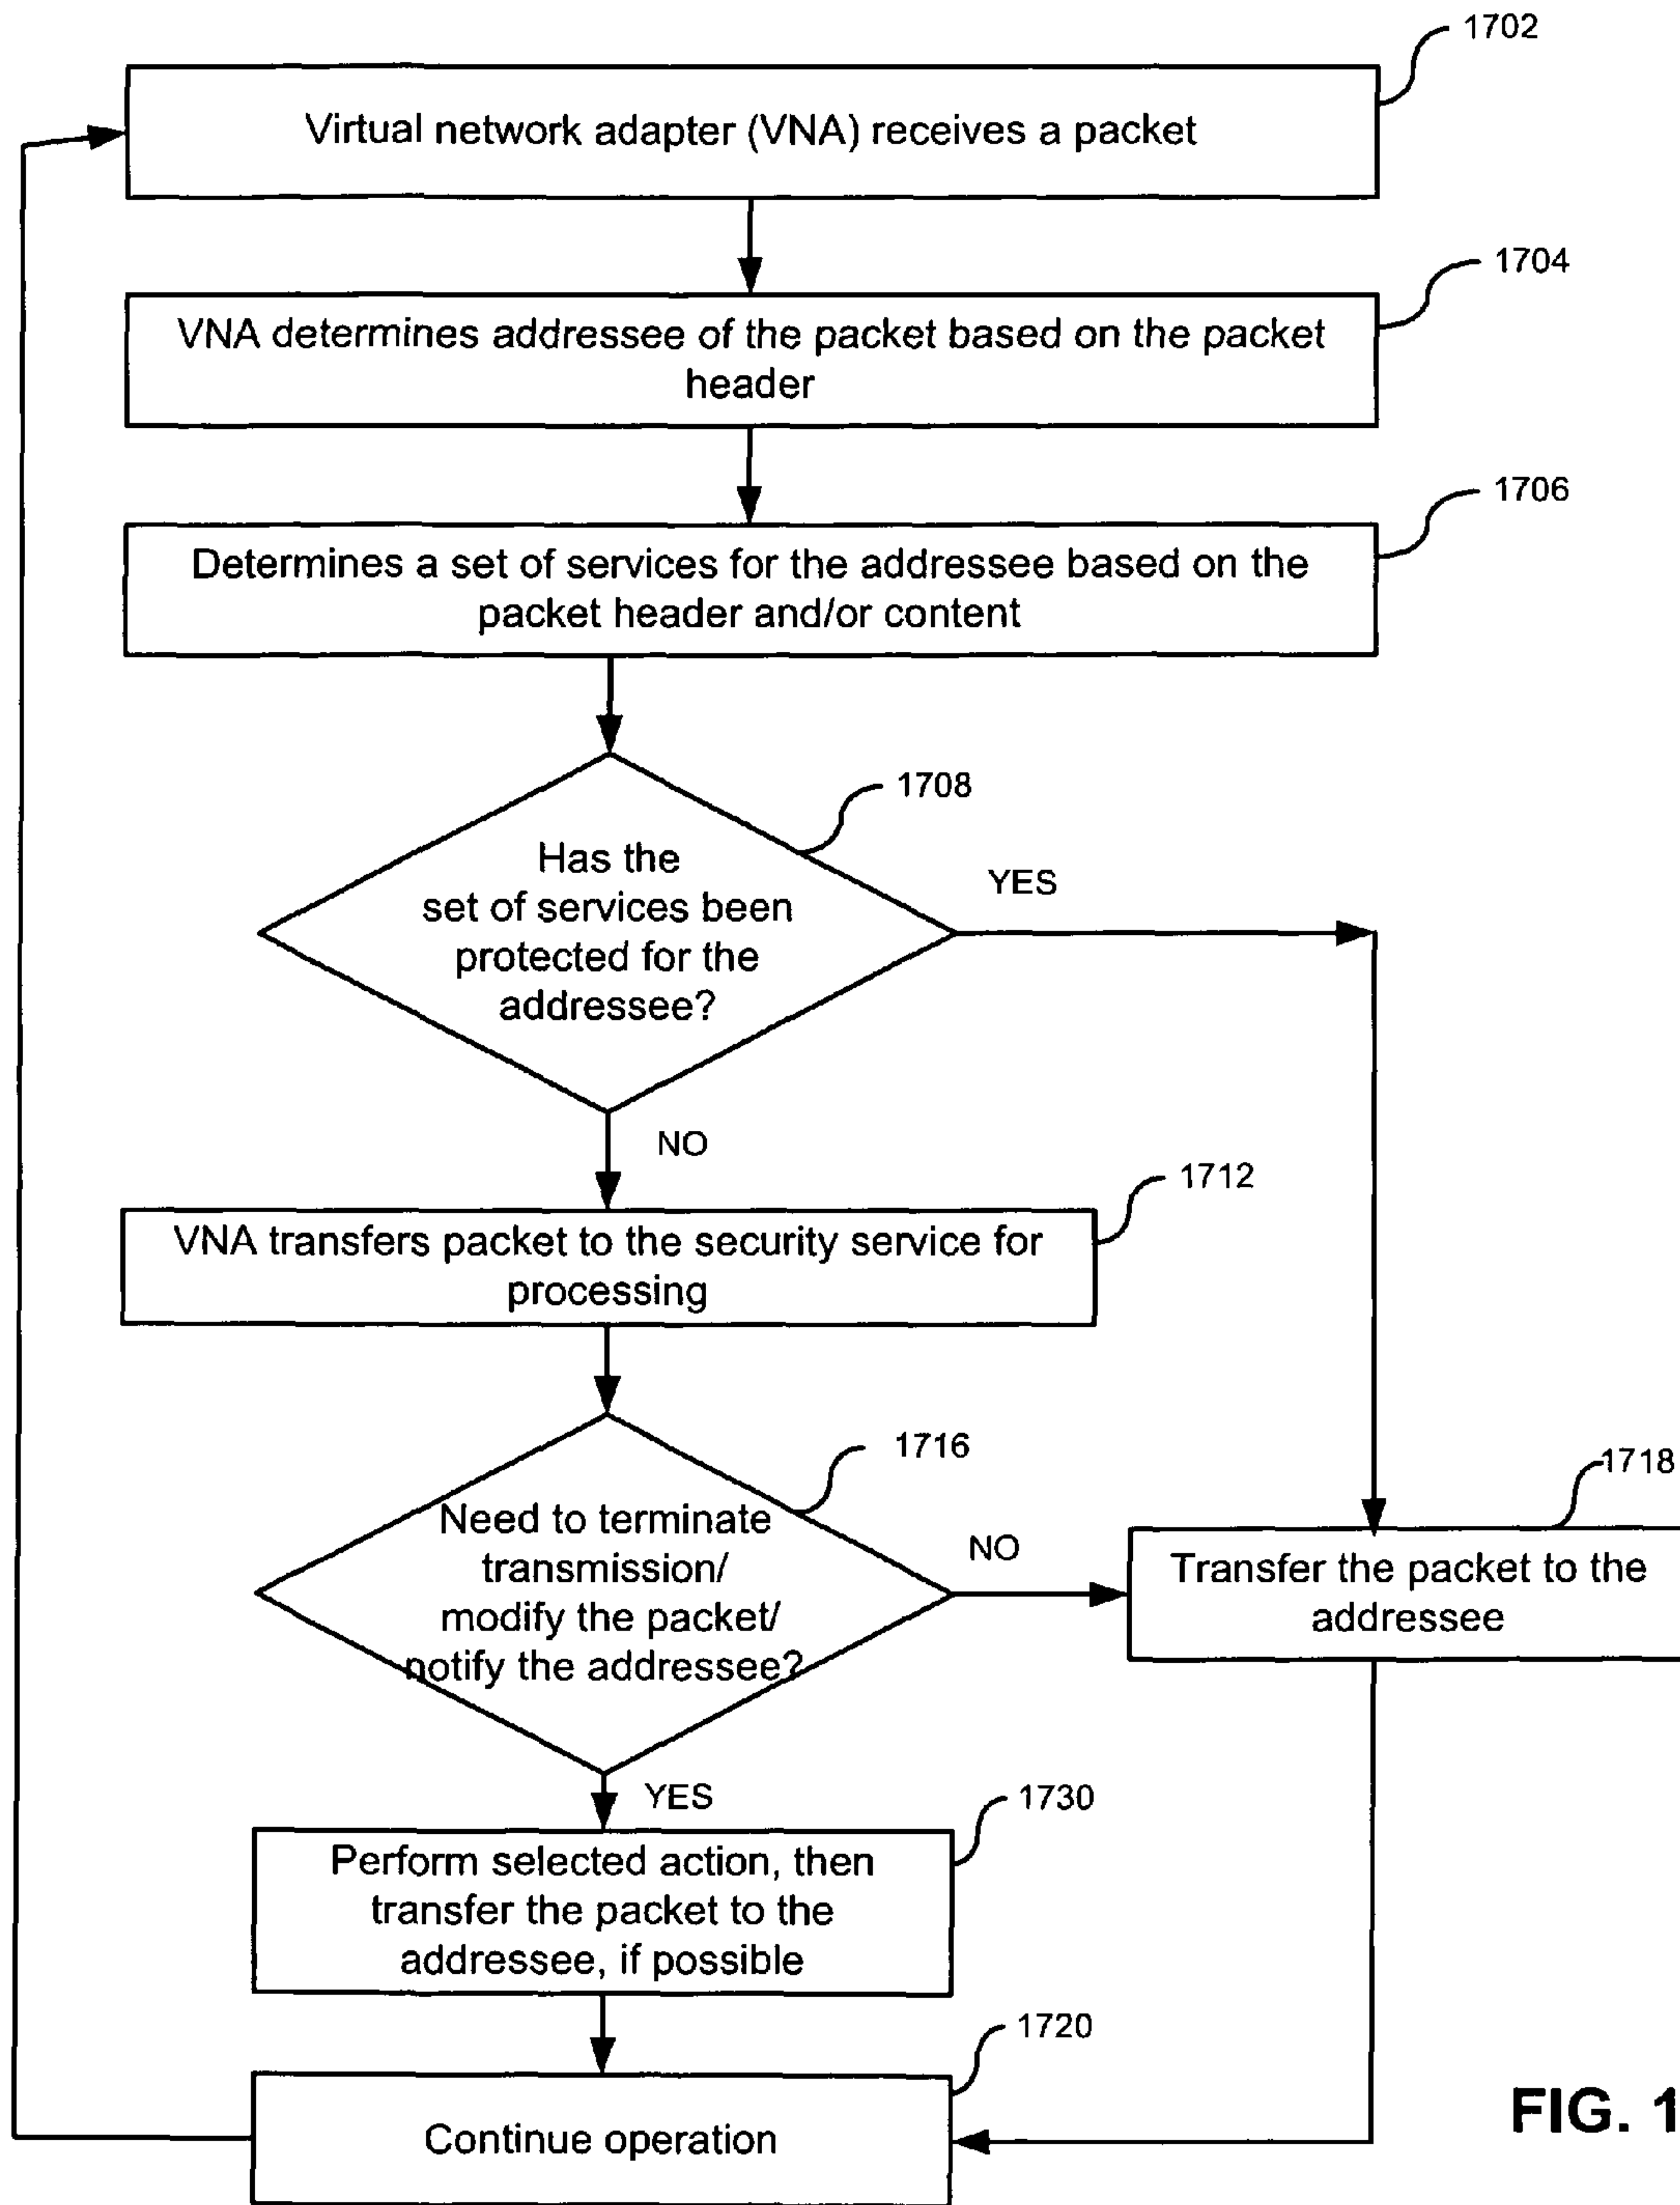 1702
Virtual network adapter (VNA) receives a packet
1704
VNA determines addressee of the packet based on the packet
header
1706
Determines a set of services for the addressee based on the
packet header and/or content
1708
Has the
set of services been
protected for the
addressee?
YES
NO
1712
VNA transfers packet to the security service for
processing
1716
Need to terminate
transmission/
modify the packet/
notify the addressee?
NO
1718
Transfer the packet to the
addressee
YES
1730
Perform selected action, then
transfer the packet to the
addressee, if possible
1720
Continue operation
FIG. 1